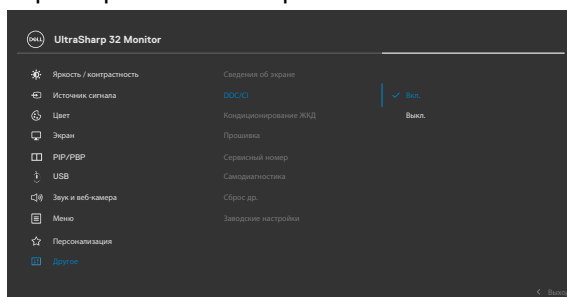 DELL UltraSharp 32 Monitor
Яркость / контрастность Сведения об экране
Источник сигнала DDC/CI Вкл.
Цвет Кондиционирование ЖКД Выкл.
Экран Прошивка
PIP/PBP Сервисный номер
USB Самодиагностика
Звук и веб-камера Сброс др.
Меню Заводские настройки
Персонализация
Другое
Выход